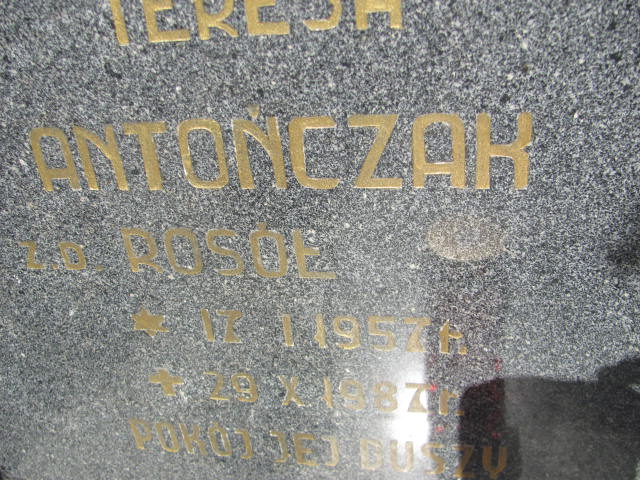 TERESA
ANTOŃCZAK
Z.D. ROSÓŁ
* 17 I 1957 r.
+ 29 X 1987 r.
POKÓJ JEJ DUSZY